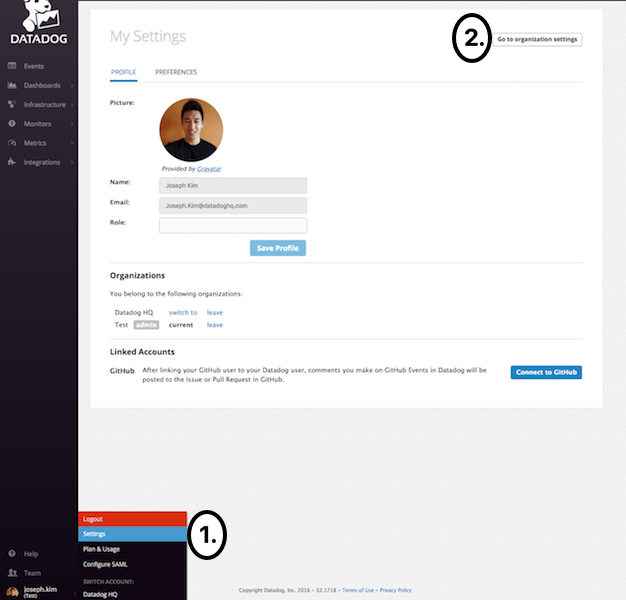 DATADOG
Events
Dashboards
Infrastructure
Monitors
Metrics
Integrations
My Settings
2.
Go to organization settings
PROFILE PREFERENCES
Picture:
Provided by Gravatar
Name: Joseph Kim
Email: Joseph.Kim@datadoghq.com
Role:
Save Profile
Organizations
You belong to the following organizations:
Datadog HQ switch to leave
Test admin current leave
Linked Accounts
GitHub After linking your GitHub user to your Datadog user, comments you make on GitHub Events in Datadog will be
posted to the Issue or Pull Request in GitHub.
Connect to GitHub
Logout
Settings
1.
Plan & Usage
Configure SAML
SWITCH ACCOUNT:
Datadog HQ
Help
Team
joseph.kim
(Test)
Copyright Datadog, Inc. 2016 - 32.1718 - Terms of Use - Privacy Policy